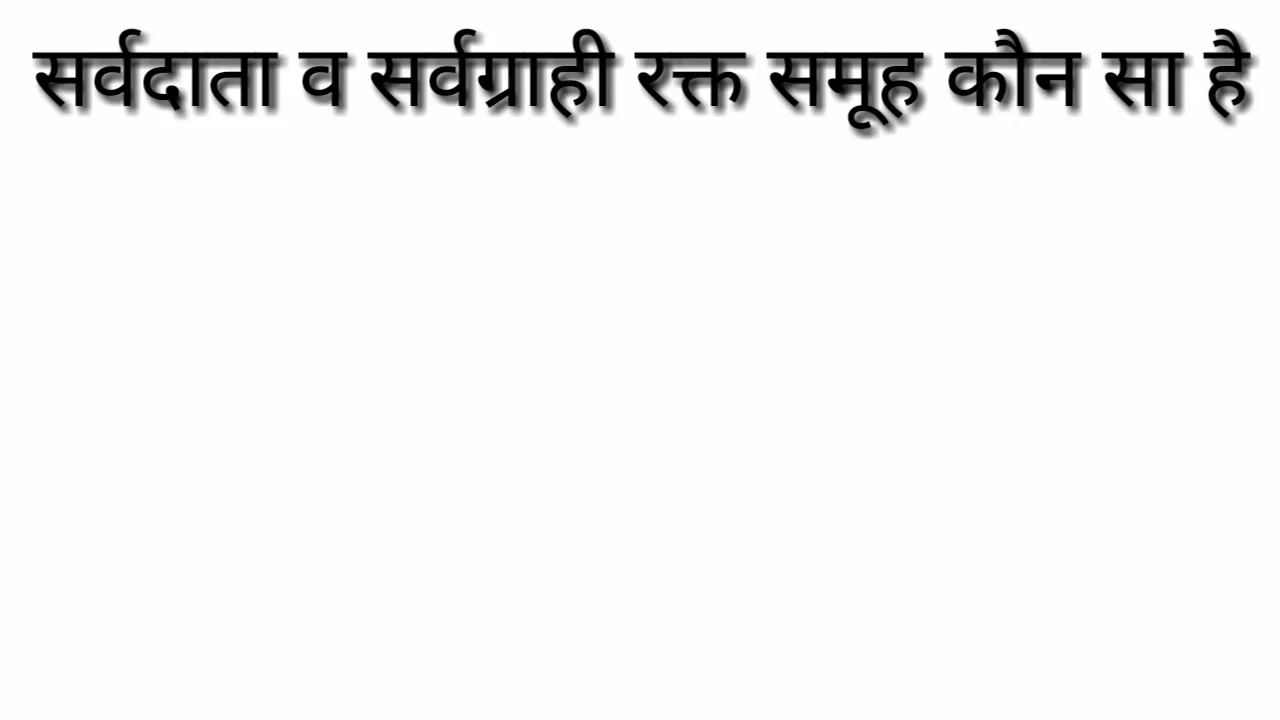 सर्वदाता व सर्वग्राही रक्त समूह कौन सा है